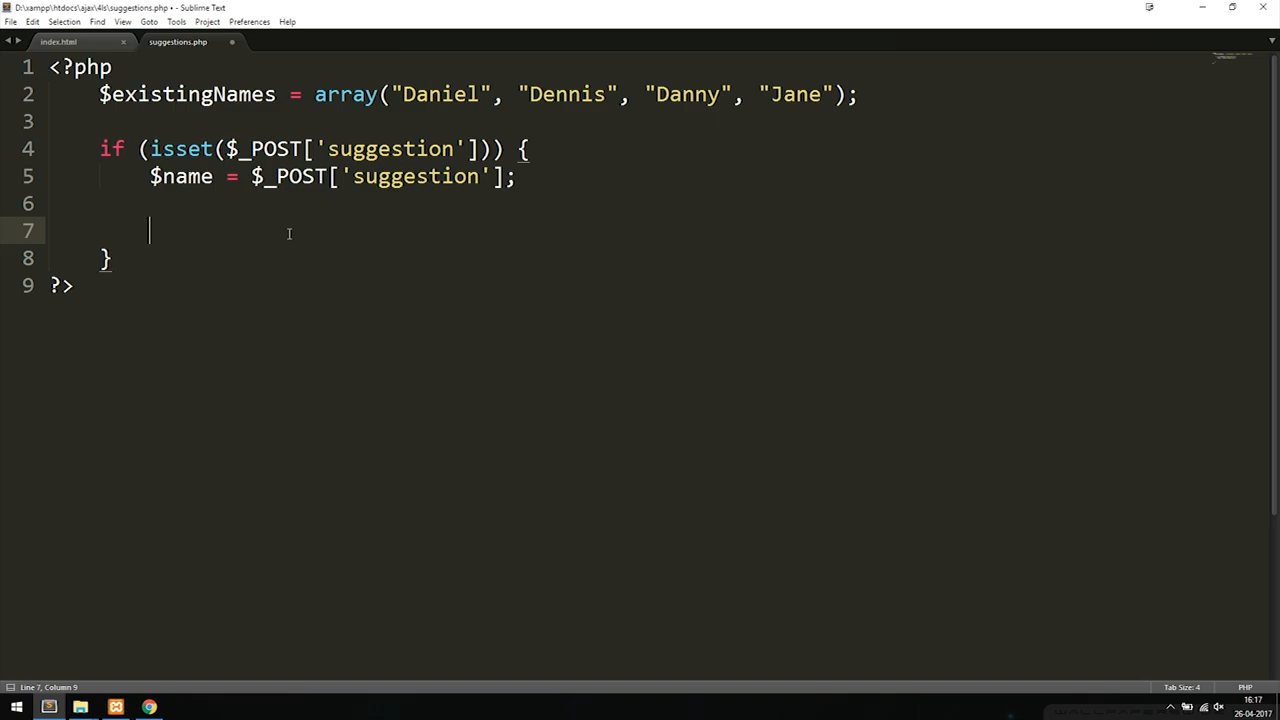 D:\xampp\htdocs\ajax\4ls\suggestions.php • - Sublime Text
File Edit Selection Find View Goto Tools Project Preferences Help
index.html × suggestions.php
1 <?php
2 $existingNames = array("Daniel", "Dennis", "Danny", "Jane");
3
4 if (isset($_POST['suggestion'])) {
5 $name = $_POST['suggestion'];
6
7
8 }
9 ?>
Line 7, Column 9 Tab Size: 4 PHP
16:17
26-04-2017